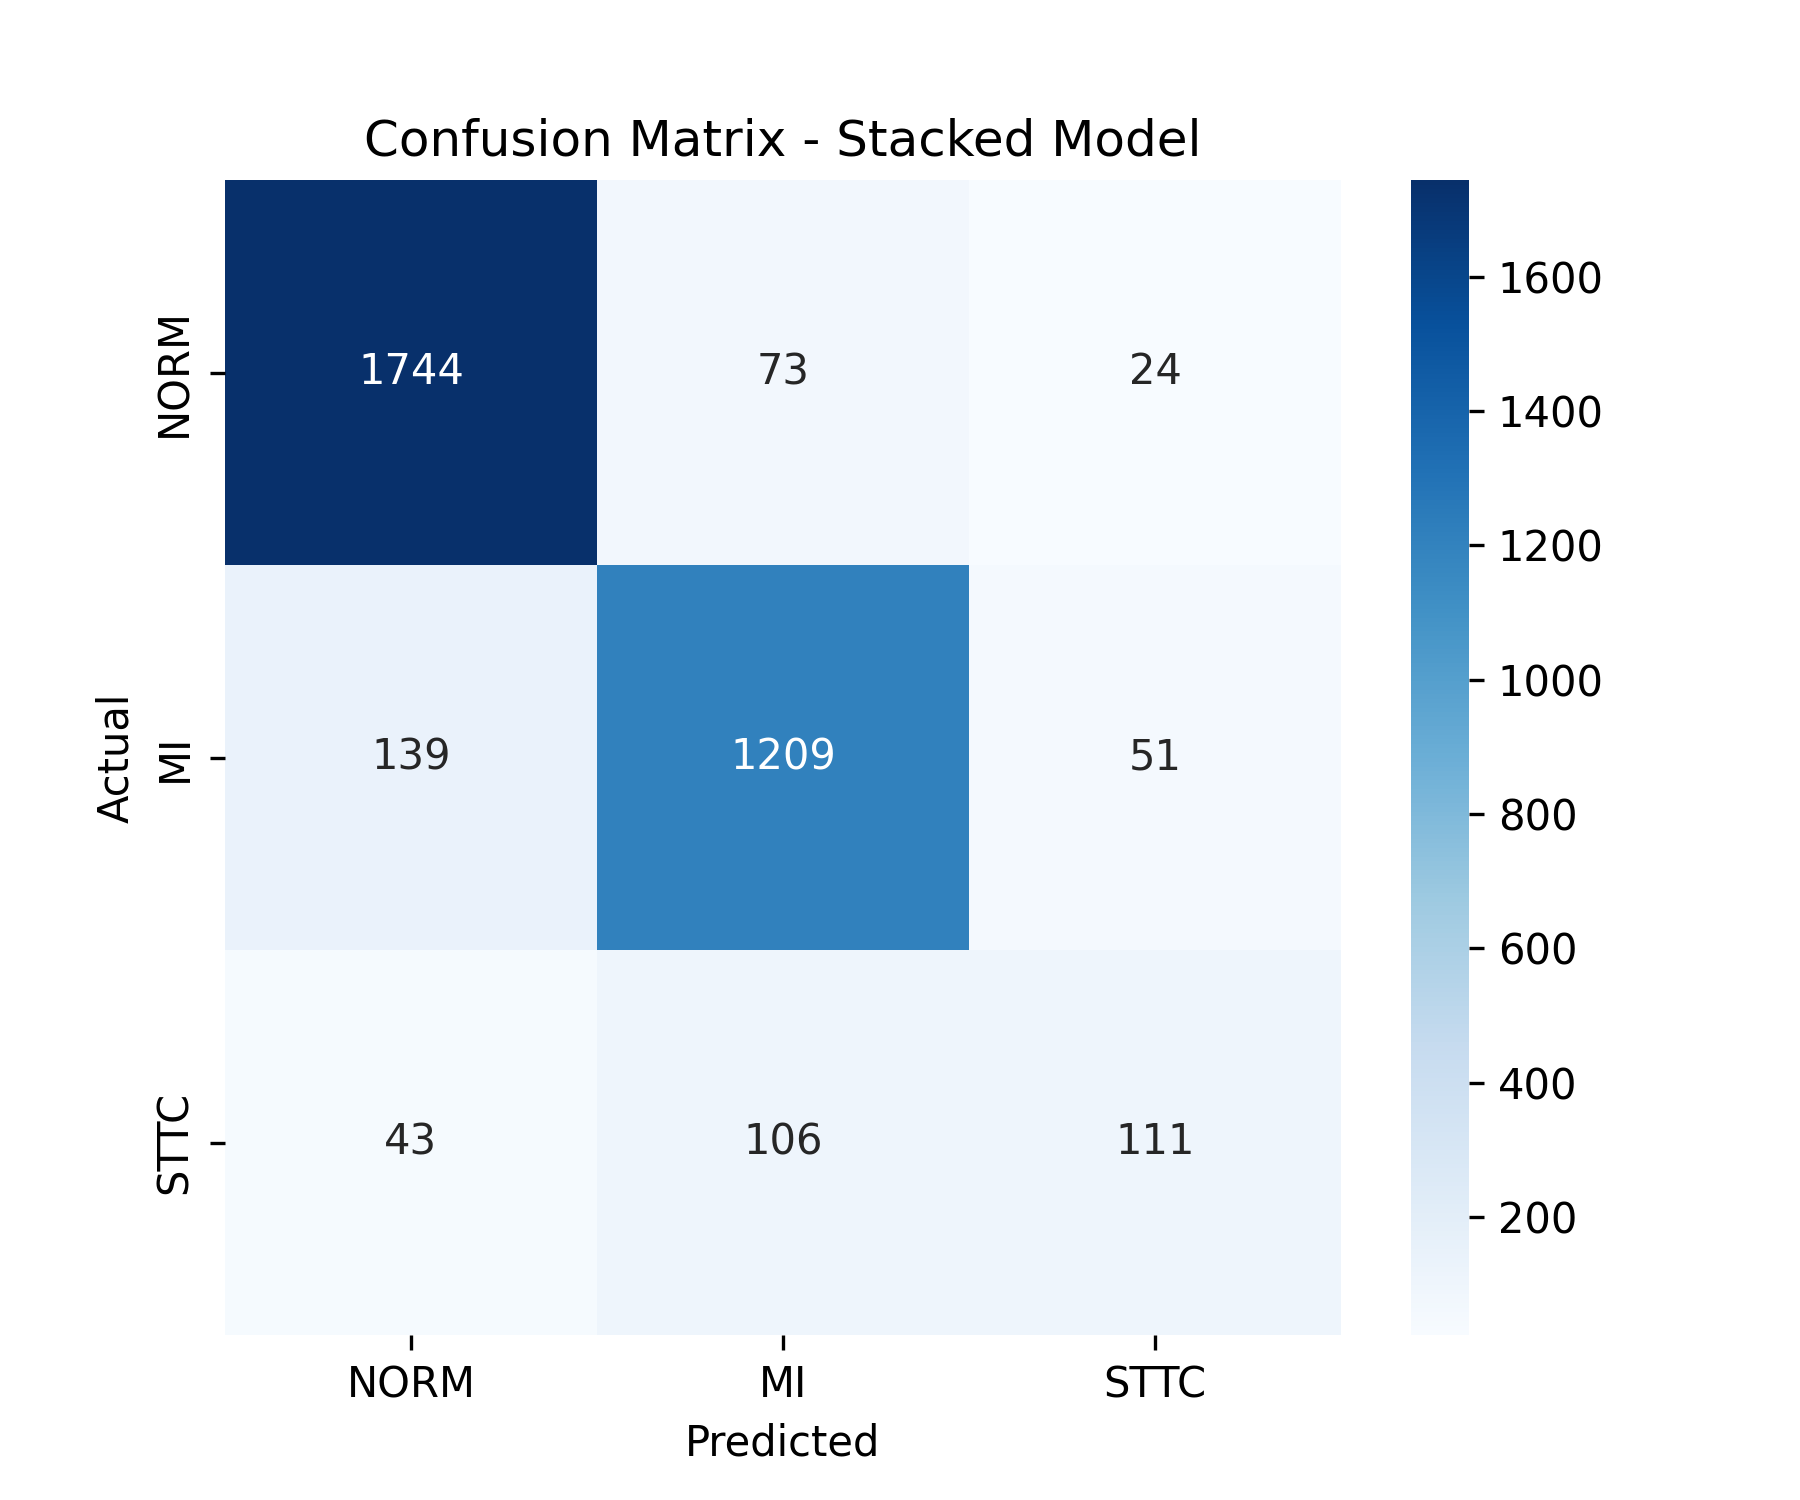 Confusion Matrix - Stacked Model
1600
1400
1200
1000
800
600
400
200
Actual
NORM
1744 73 24
MI
139 1209 51
STTC
43 106 111
NORM MI STTC
Predicted